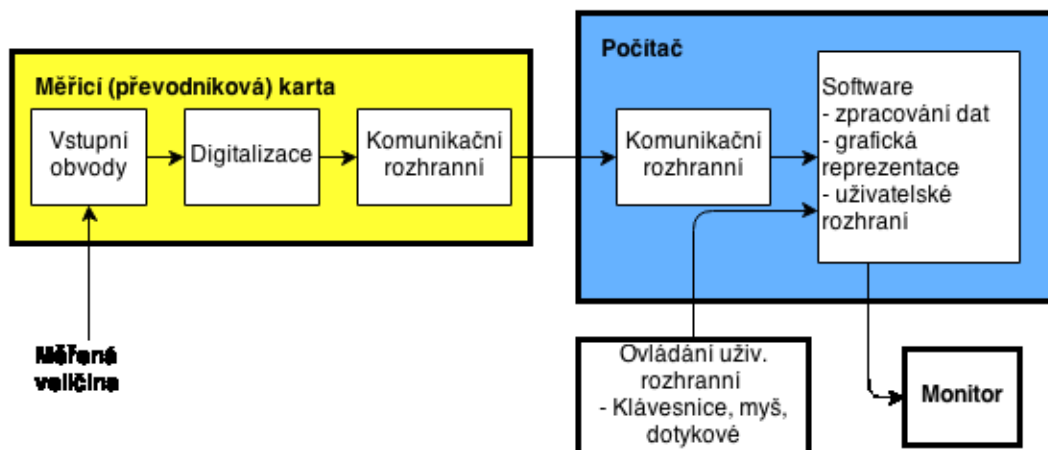 Měřicí (převodníková) karta
Vstupní
obvody
Digitalizace
Komunikační
rozhranní
Měřená
veličina
Počítač
Komunikační
rozhranní
Software
- zpracování dat
- grafická
reprezentace
- uživatelské
rozhraní
Ovládání uživ.
rozhranní
- Klávesnice, myš,
dotykové
Monitor